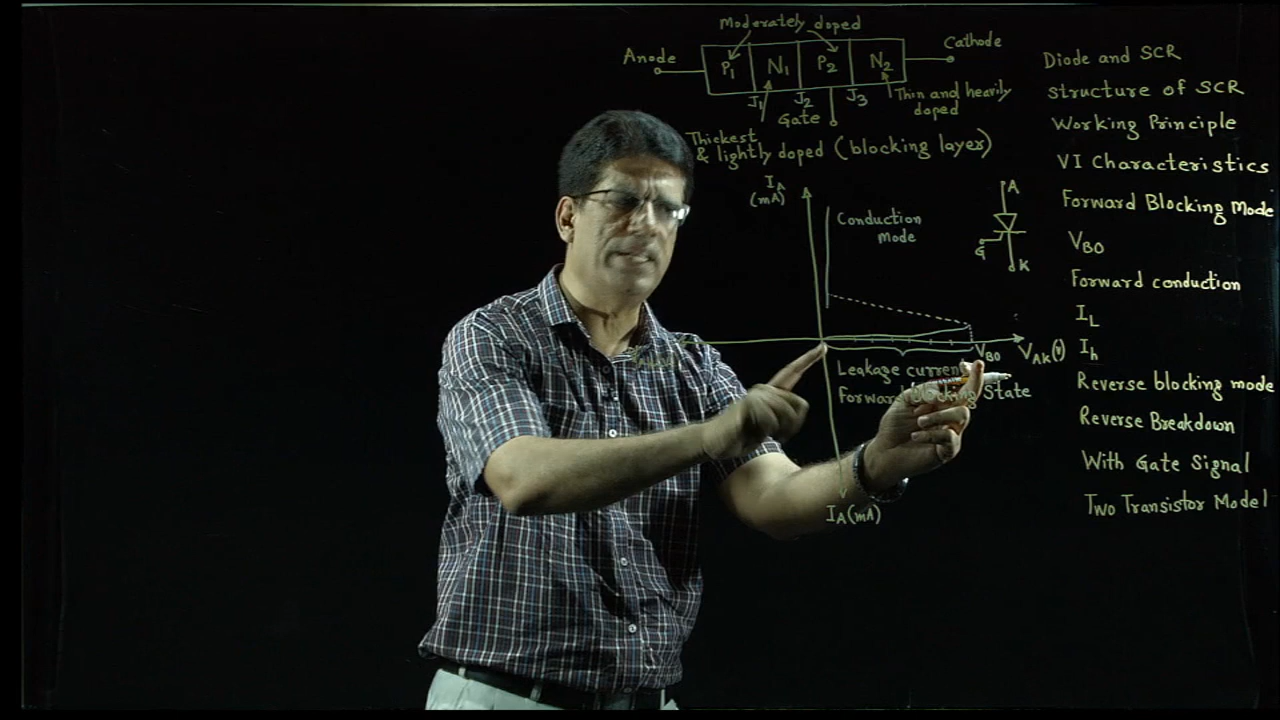 Moderately doped
Anode
P1 N1 P2 N2
Cathode
J1 J2 J3
Gate
Thin and heavily
doped
Thickest
& lightly doped (blocking layer)
IA
(mA)
Conduction
mode
A
G
K
VBO
VAK(V)
Leakage current
Forward Blocking State
IA(mA)
Diode and SCR
Structure of SCR
Working Principle
VI Characteristics
Forward Blocking Mode
VBO
Forward conduction
IL
Ih
Reverse blocking mode
Reverse Breakdown
With Gate Signal
Two Transistor Model